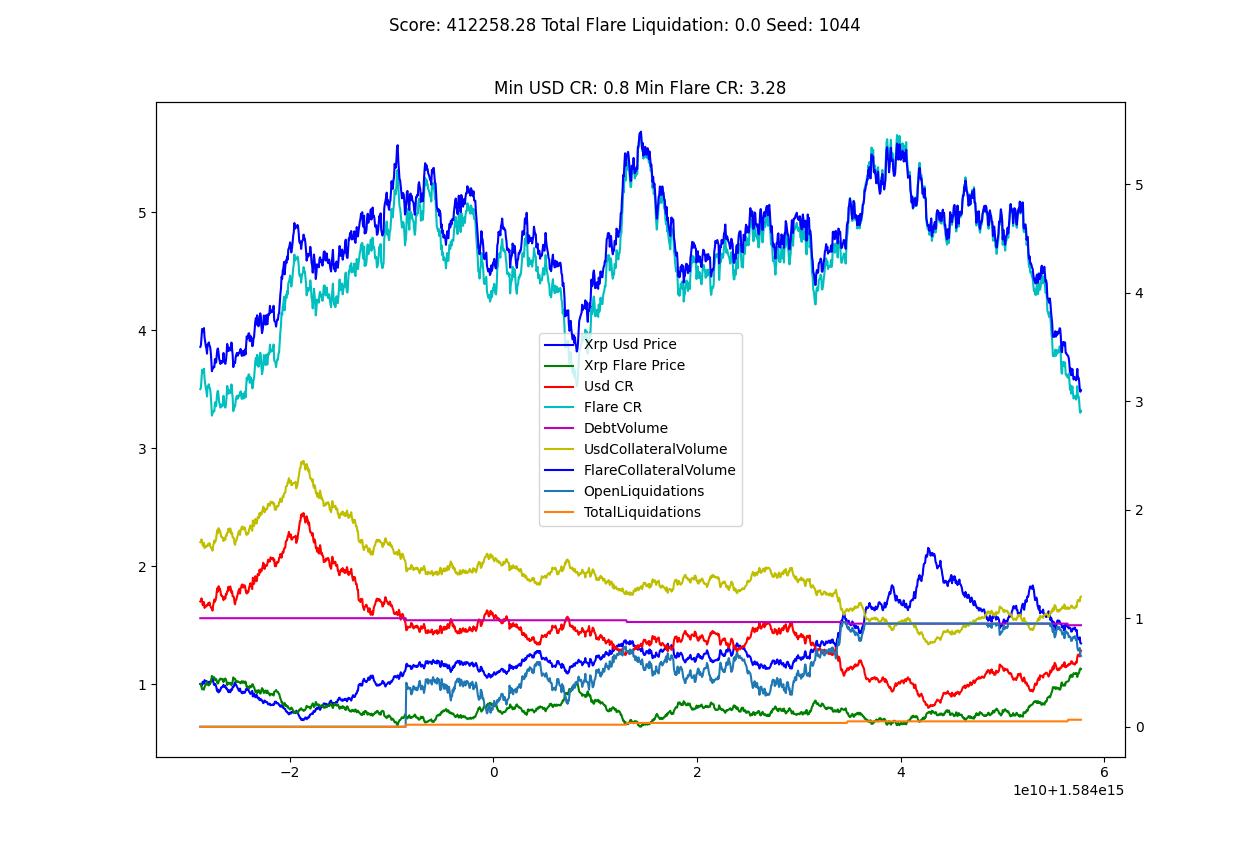 Score: 412258.28 Total Flare Liquidation: 0.0 Seed: 1044
Min USD CR: 0.8 Min Flare CR: 3.28
5
4
3
2
1
Xrp Usd Price
Xrp Flare Price
Usd CR
Flare CR
DebtVolume
UsdCollateralVolume
FlareCollateralVolume
OpenLiquidations
TotalLiquidations
5
4
3
2
1
0
−2 0 2 4 6
1e10+1.584e15